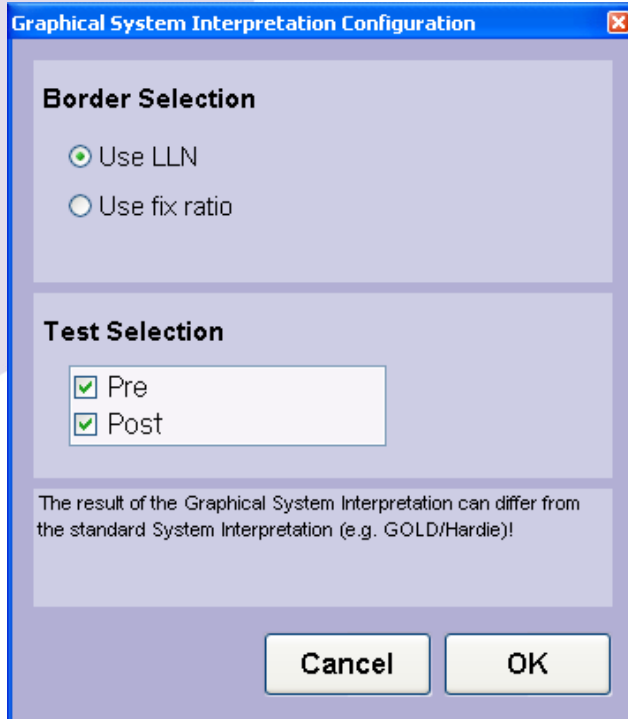 Graphical System Interpretation Configuration
Border Selection
Use LLN
Use fix ratio
Test Selection
Pre
Post
The result of the Graphical System Interpretation can differ from
the standard System Interpretation (e.g. GOLD/Hardie)!
Cancel
OK